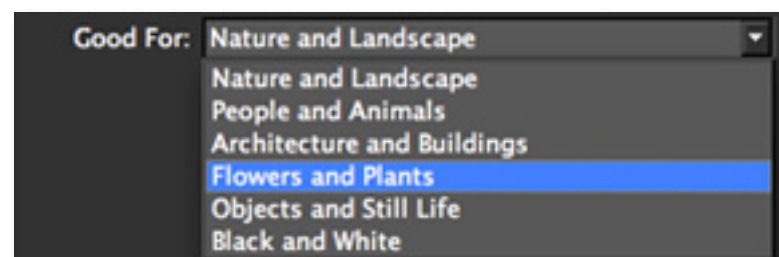 Good For: Nature and Landscape
Nature and Landscape
People and Animals
Architecture and Buildings
Flowers and Plants
Objects and Still Life
Black and White